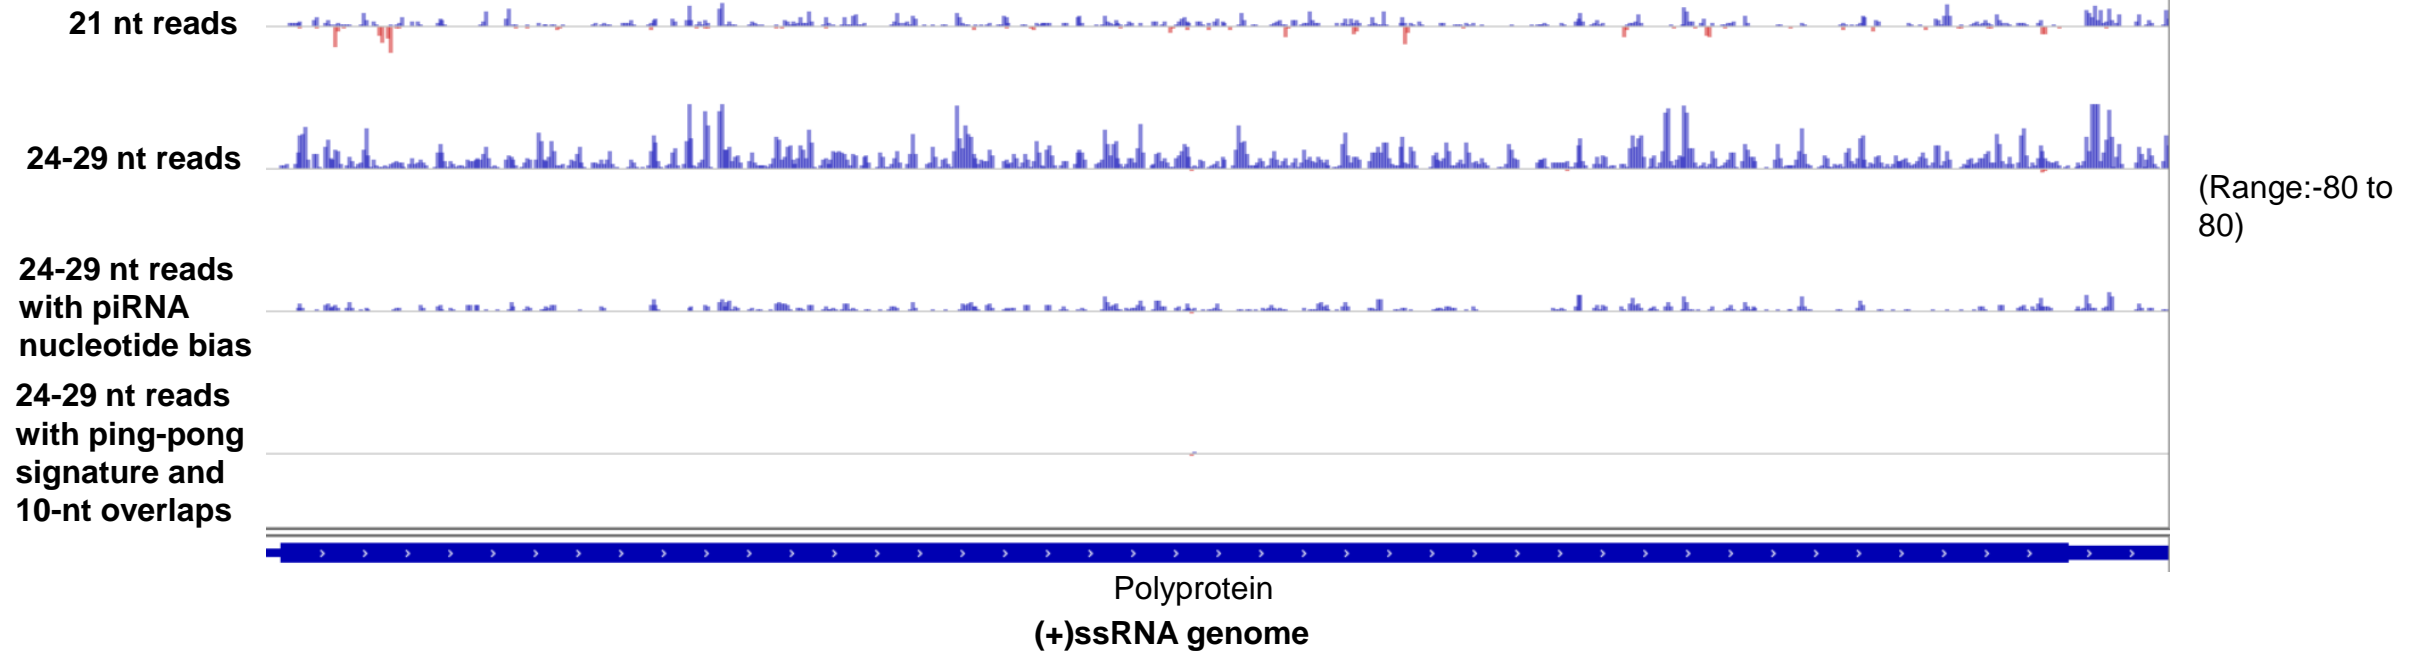 21 nt reads
24-29 nt reads
(Range:-80 to
80)
24-29 nt reads
with piRNA
nucleotide bias
24-29 nt reads
with ping-pong
signature and
10-nt overlaps
Polyprotein
(+)ssRNA genome